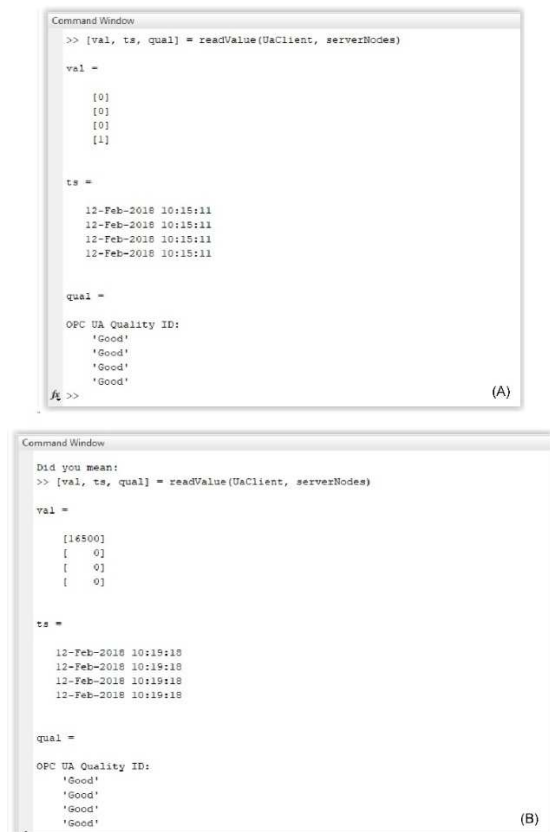 Command Window
>> [val, ts, qual] = readValue(UaClient, serverNodes)
val =
[0]
[0]
[0]
[1]
ts =
12-Feb-2018 10:15:11
12-Feb-2018 10:15:11
12-Feb-2018 10:15:11
12-Feb-2018 10:15:11
qual =
OPC UA Quality ID:
'Good'
'Good'
'Good'
'Good'
fx >>
(A)
Command Window
Did you mean:
>> [val, ts, qual] = readValue(UaClient, serverNodes)
val =
[16500]
[ 0]
[ 0]
[ 0]
ts =
12-Feb-2018 10:19:18
12-Feb-2018 10:19:18
12-Feb-2018 10:19:18
12-Feb-2018 10:19:18
qual =
OPC UA Quality ID:
'Good'
'Good'
'Good'
'Good'
(B)